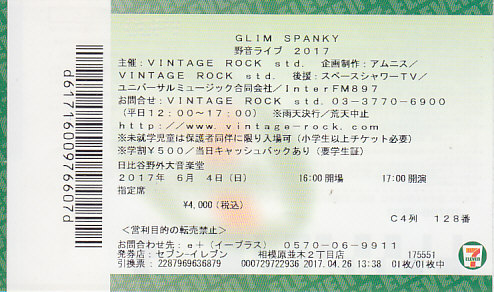 GLIM SPANKY
野音ライブ 2017
主催:VINTAGE ROCK std. 企画制作:アムニス/
VINTAGE ROCK std. 後援:スペースシャワーTV/
ユニバーサルミュージック合同会社/InterFM897
お問合せ:VINTAGE ROCK std. 03-3770-6900
(平日12:00〜17:00) ※雨天決行/荒天中止
http://www.vintage-rock.com
※未就学児童は保護者同伴に限り入場可(小学生以上チケット必要)
※学割¥500/当日キャッシュバックあり(要学生証)
日比谷野外大音楽堂
2017年 6月 4日(日) 16:00開場 17:00開演
指定席
¥4,000(税込)
C4列 128番
<営利目的の転売禁止>
お問合せ先:e+(イープラス) 0570-06-9911
発券店:セブン-イレブン 相模原並木2丁目店 175551
引換票:2287969636879 000729722936 2017.04.26 13:38 01枚/01枚中
d6171600976607d
7
ELEVEN